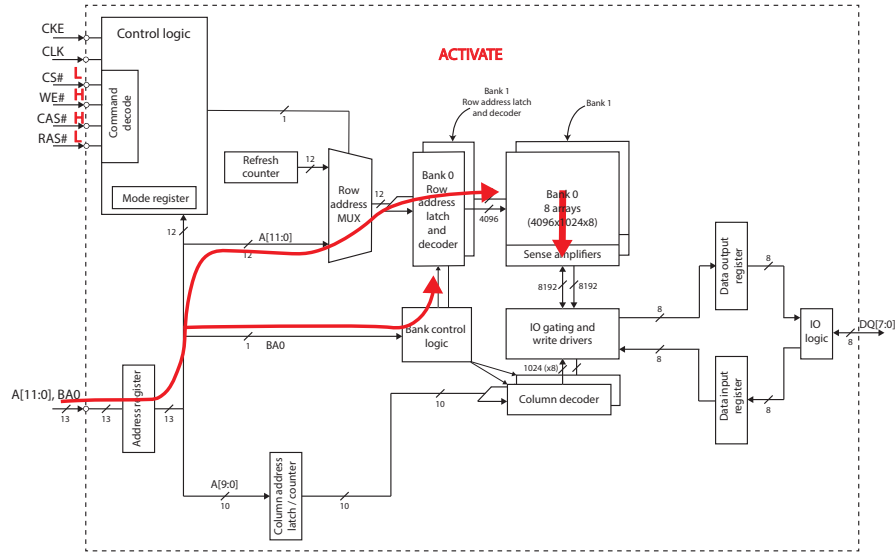 CKE
CLK
CS# L
WE# H
CAS# H
RAS# L
Control logic
Command
decode
Mode register
12
ACTIVATE
1
Refresh
counter
12
Row
address
MUX
12
A[11:0]
12
Bank 1
Row address latch
and decoder
Bank 0
Row
address
latch
and
decoder
4096
Bank 1
Bank 0
8 arrays
(4096x1024x8)
Sense amplifiers
8192
8192
IO gating and
write drivers
1024 (x8)
Column decoder
Bank control
logic
1
BA0
A[11:0], BA0
13
Address register
13
13
A[9:0]
10
Column address
latch / counter
10
10
8
8
Data output
register
8
Data input
register
8
IO
logic
DQ[7:0]
8